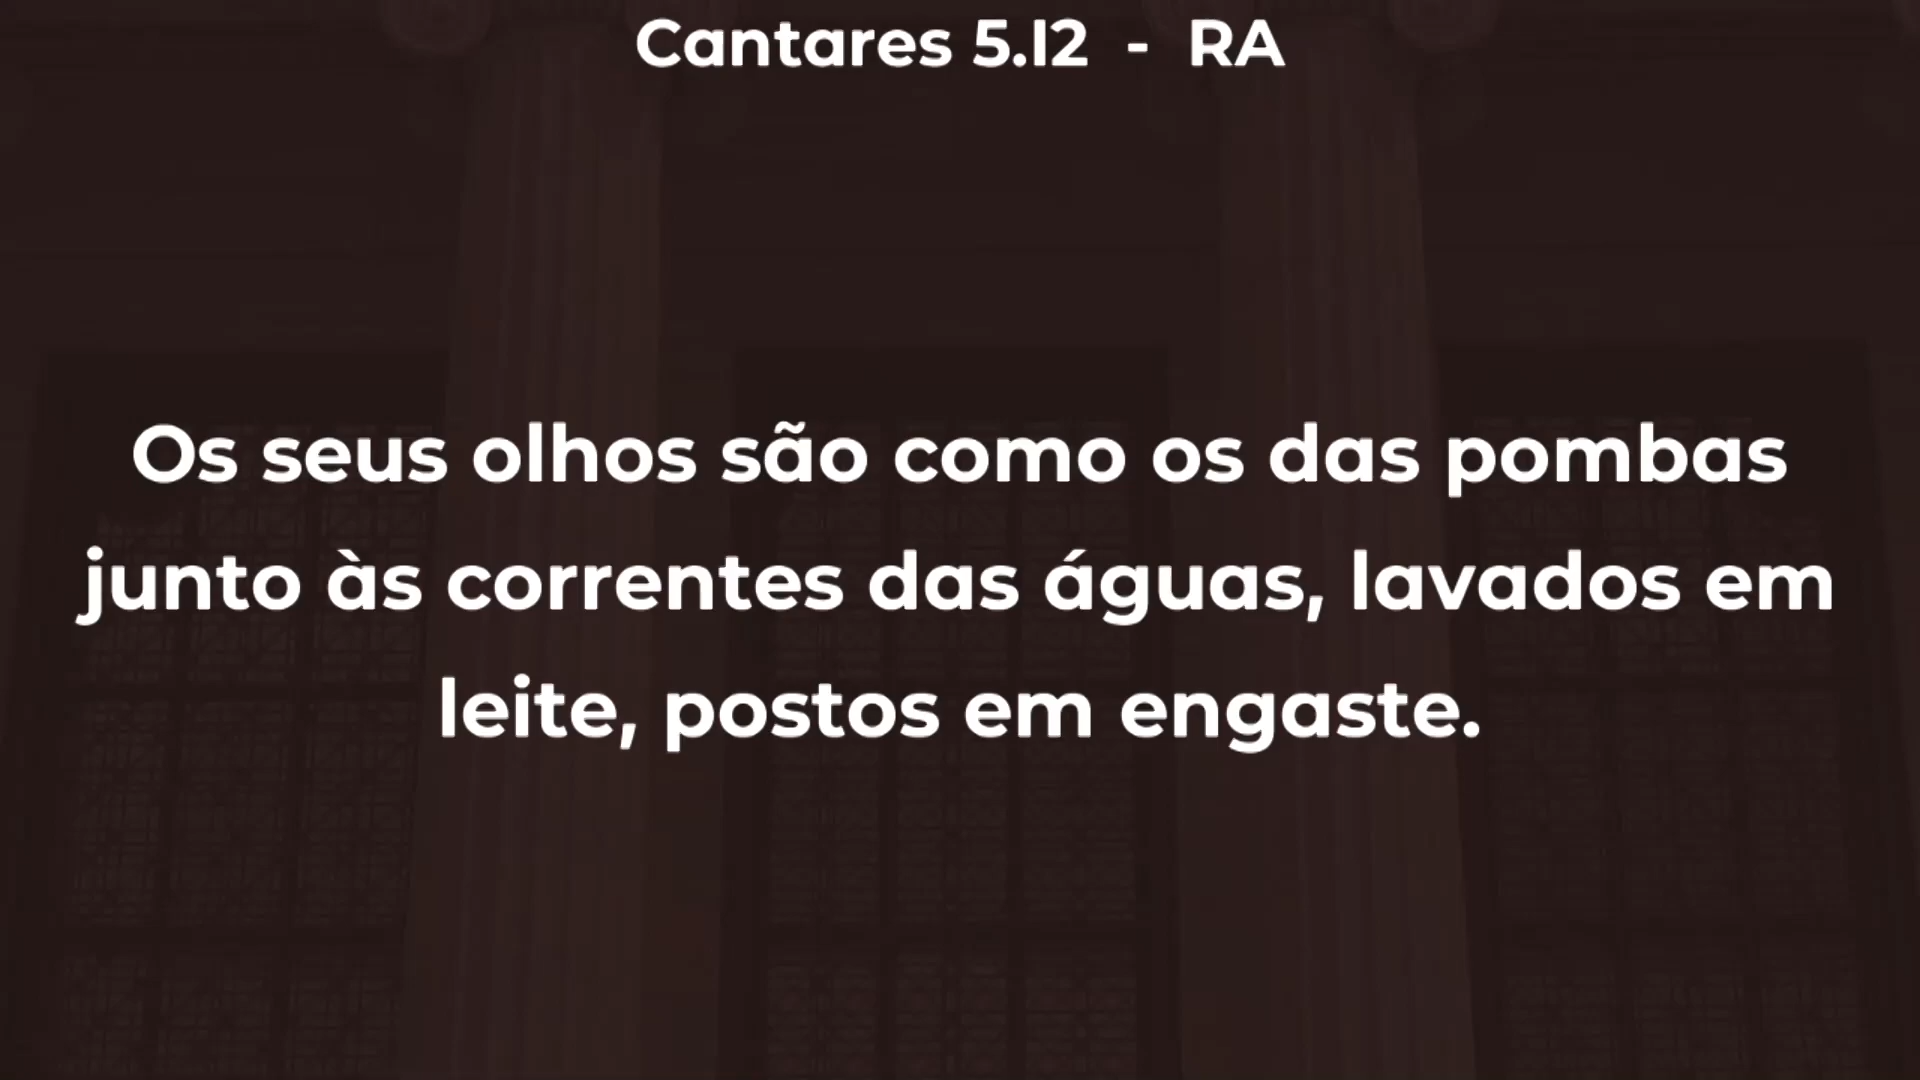 Cantares 5.12 - RA
Os seus olhos são como os das pombas
junto às correntes das águas, lavados em
leite, postos em engaste.